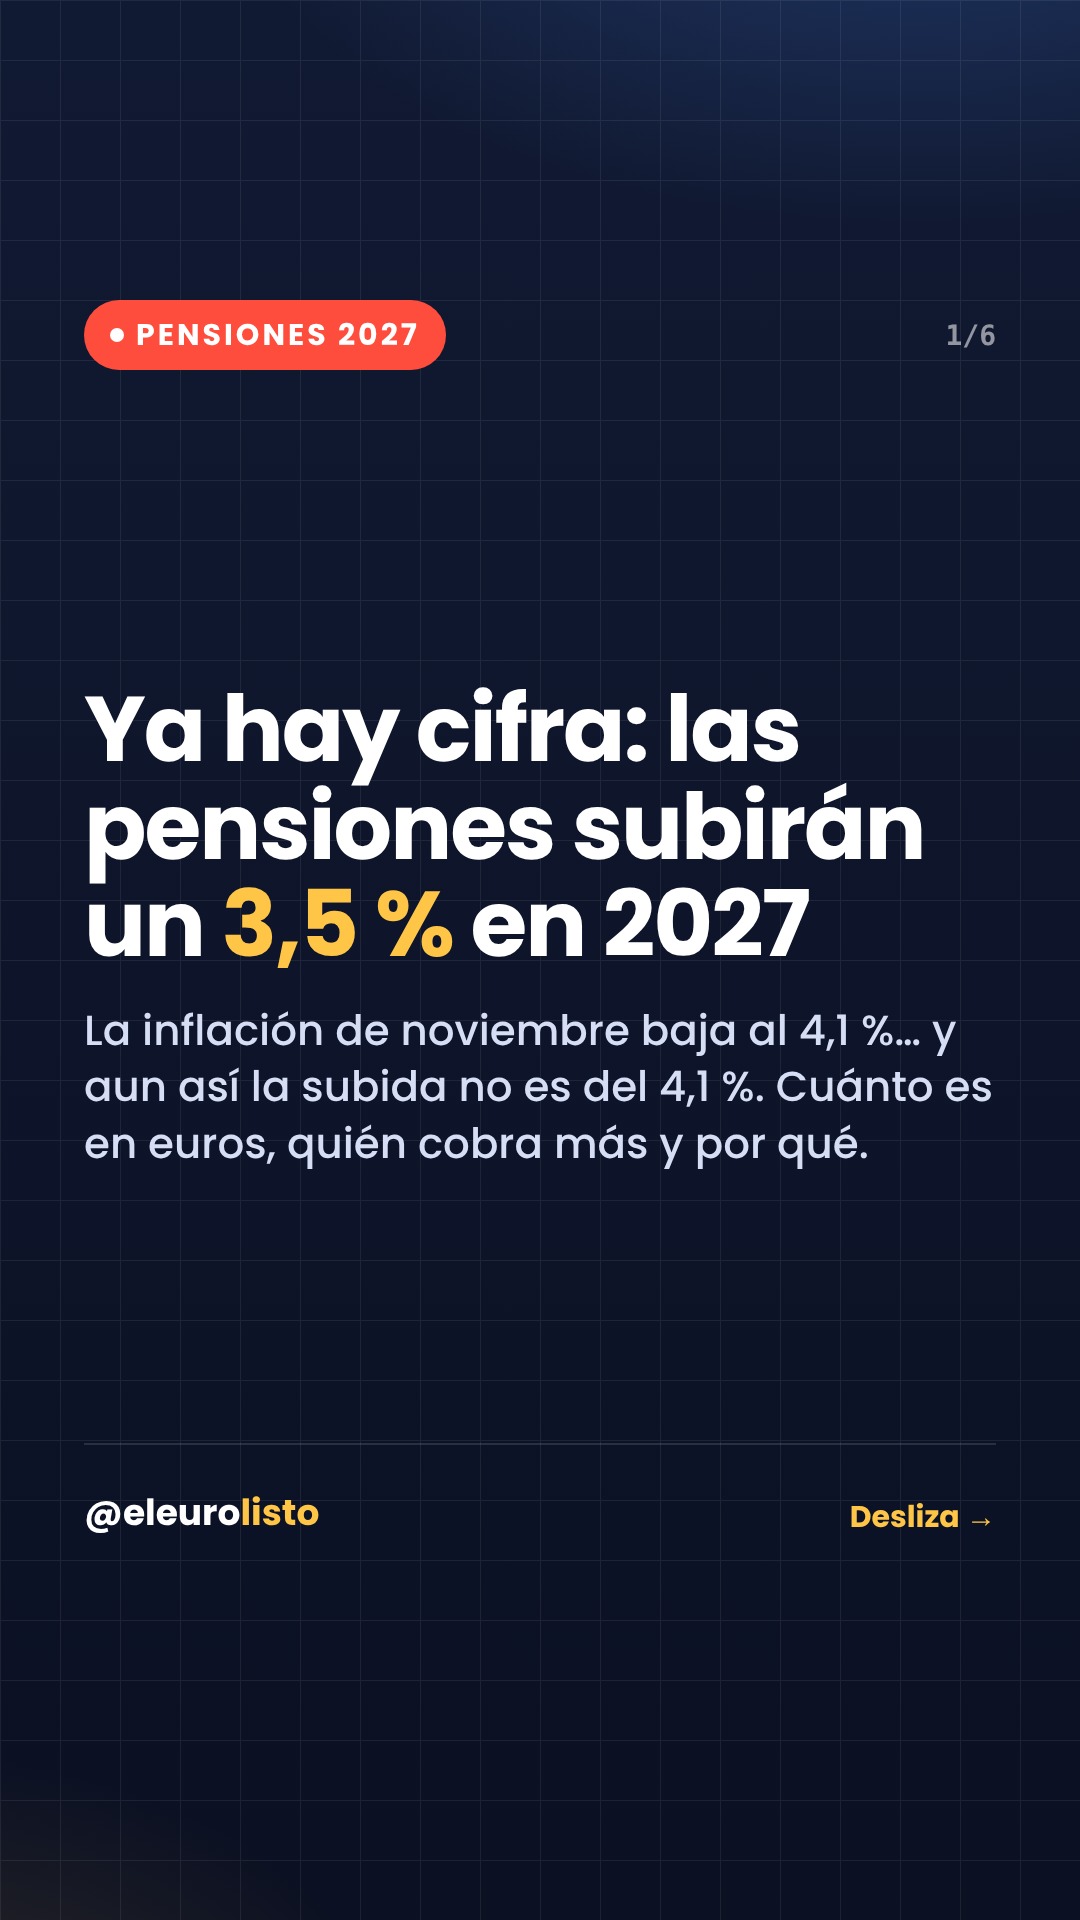 PENSIONES 2027
1/6
Ya hay cifra: las
pensiones subirán
un 3,5 % en 2027
La inflación de noviembre baja al 4,1 %... y
aun así la subida no es del 4,1 %. Cuánto es
en euros, quién cobra más y por qué.
@eleurolisto
Desliza →